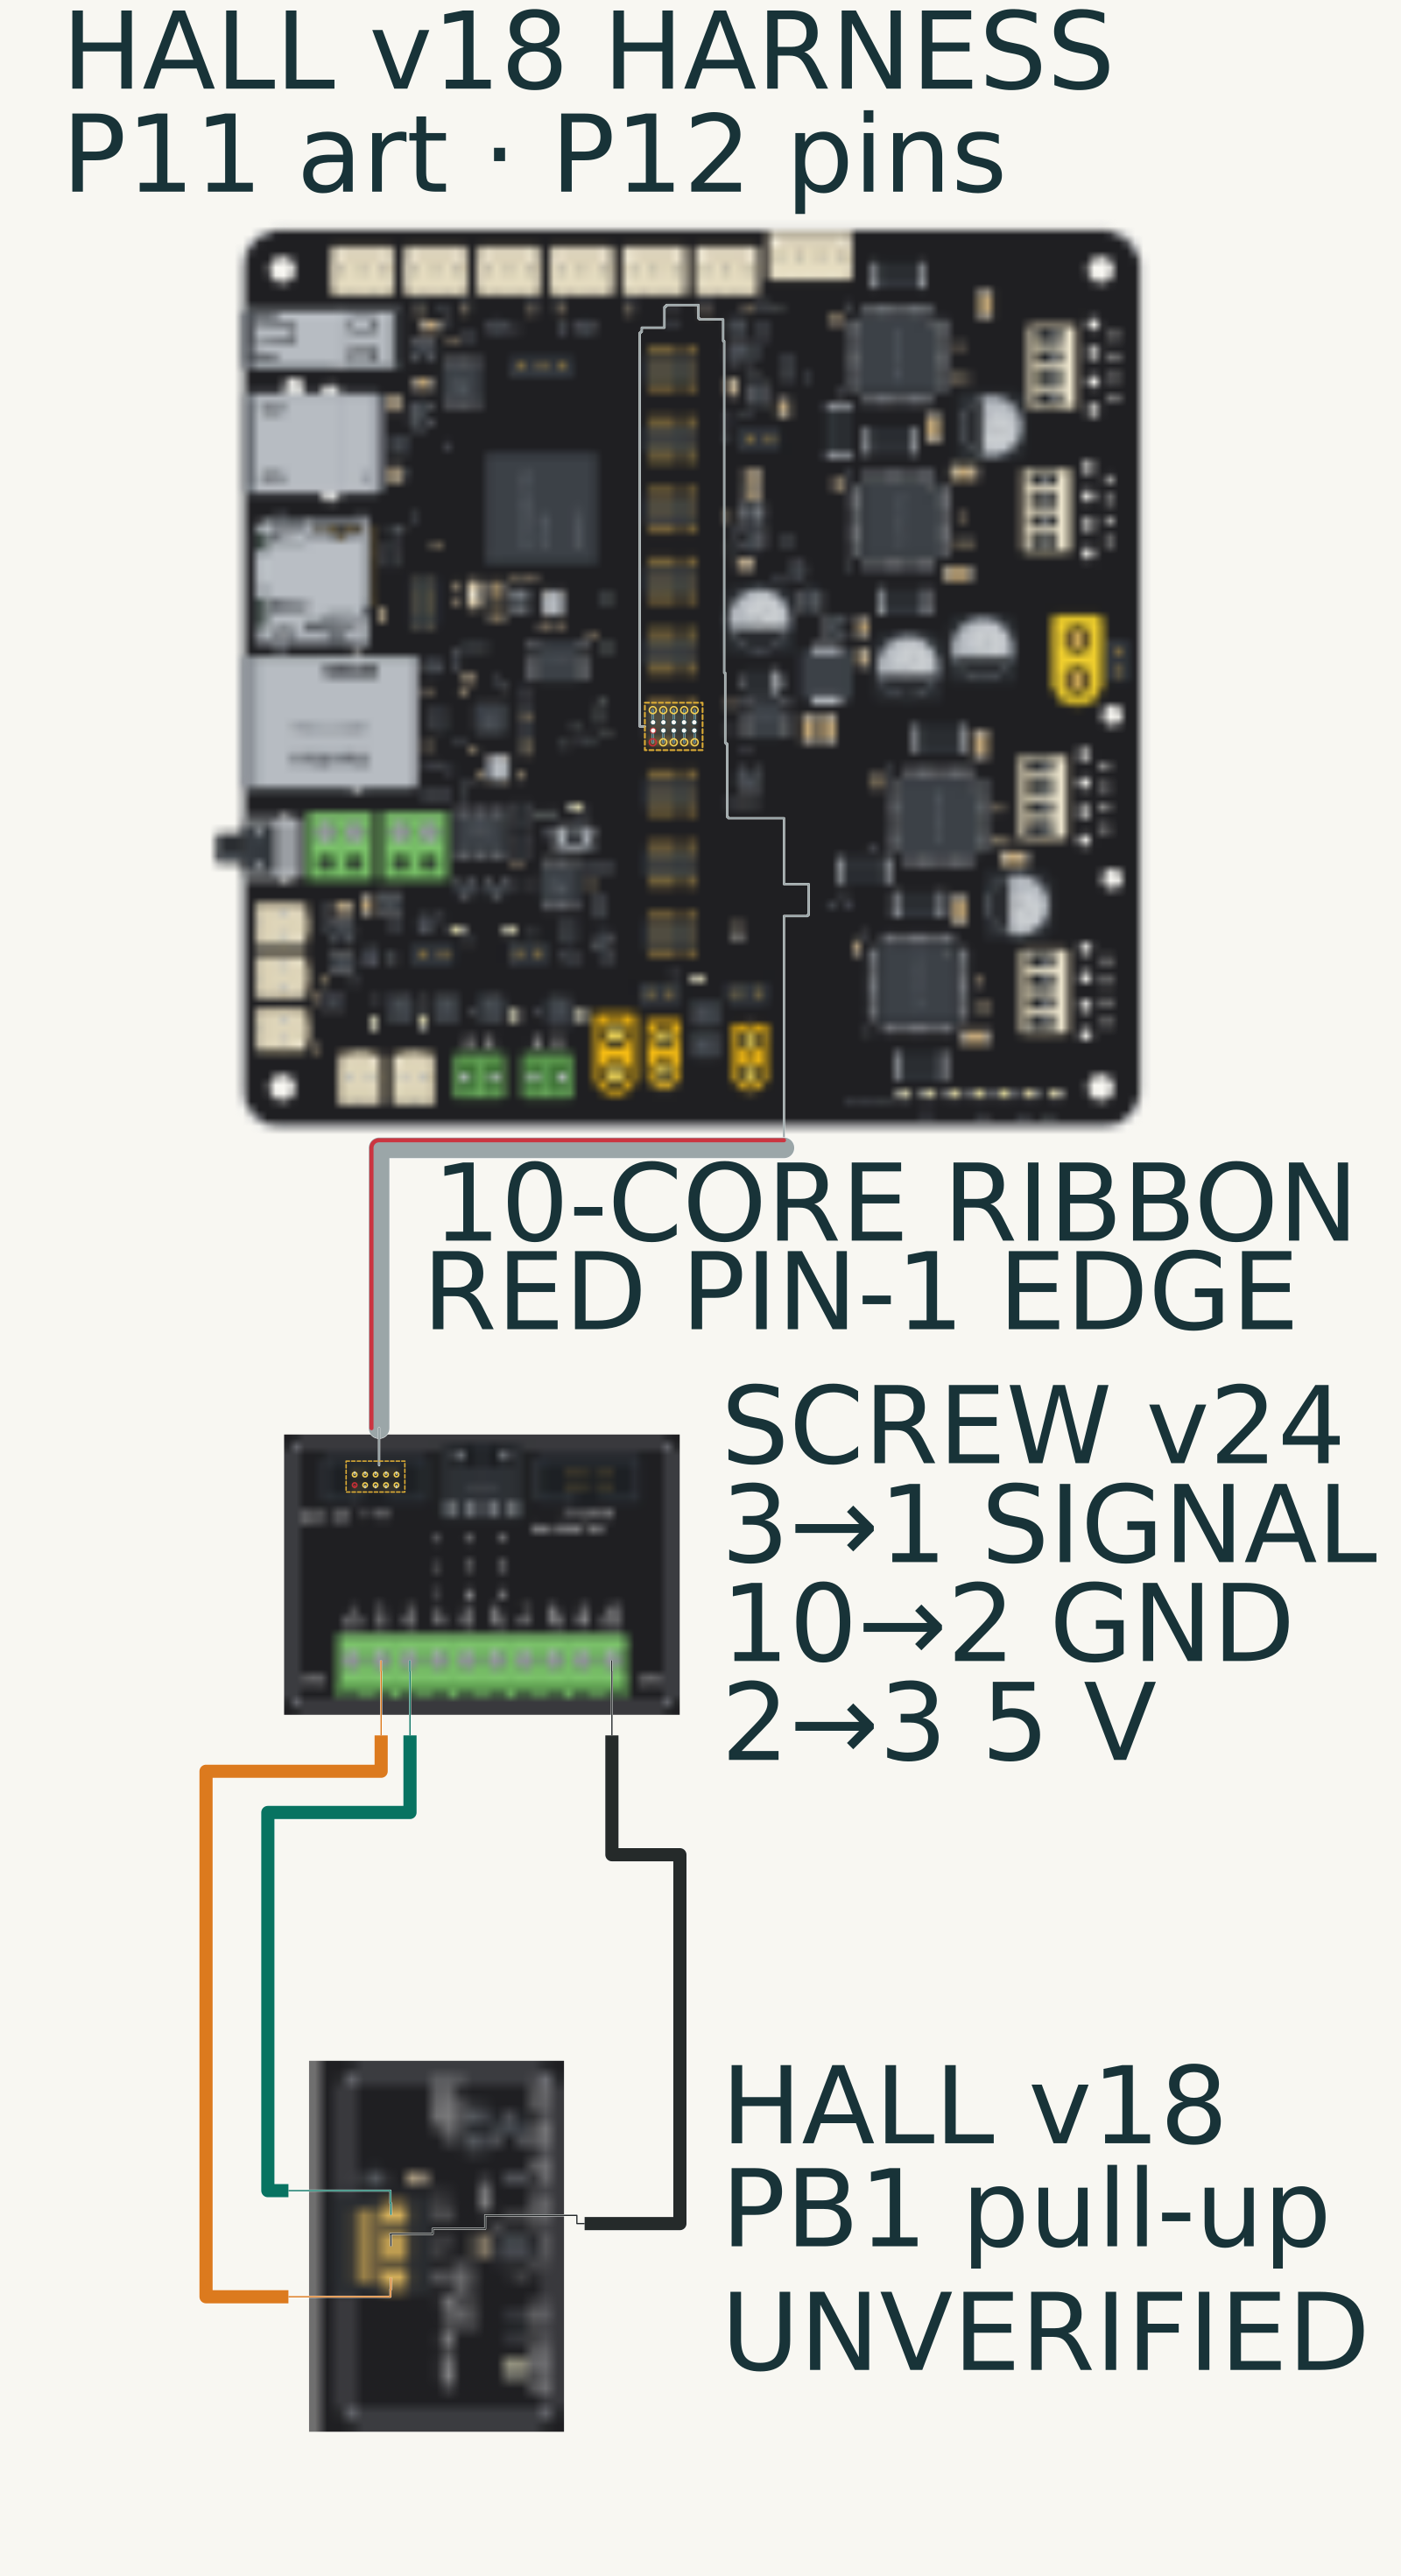 HALL v18 HARNESS
P11 art · P12 pins
10-CORE RIBBON
RED PIN-1 EDGE
SCREW v24
3→1 SIGNAL
10→2 GND
2→3 5 V
HALL v18
PB1 pull-up
UNVERIFIED